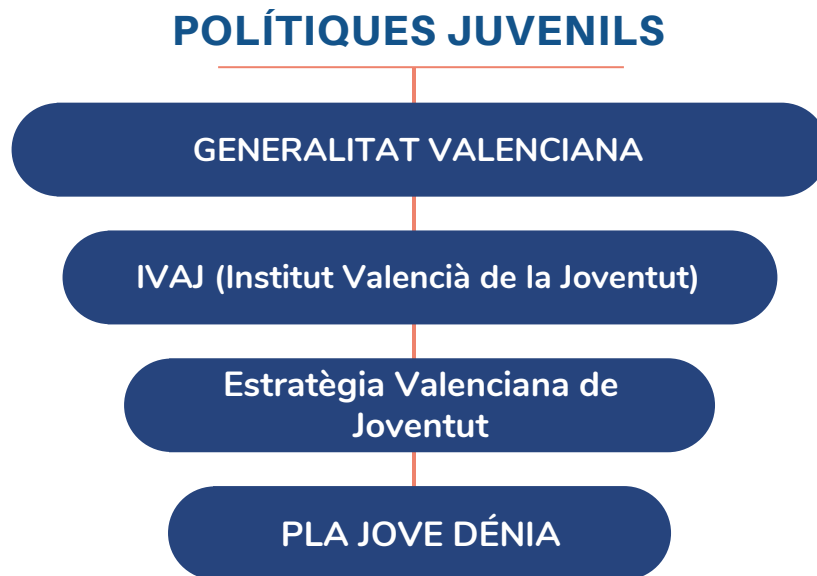 POLÍTIQUES JUVENILS
GENERALITAT VALENCIANA
IVAJ (Institut Valencià de la Joventut)
Estratègia Valenciana de
Joventut
PLA JOVE DÉNIA